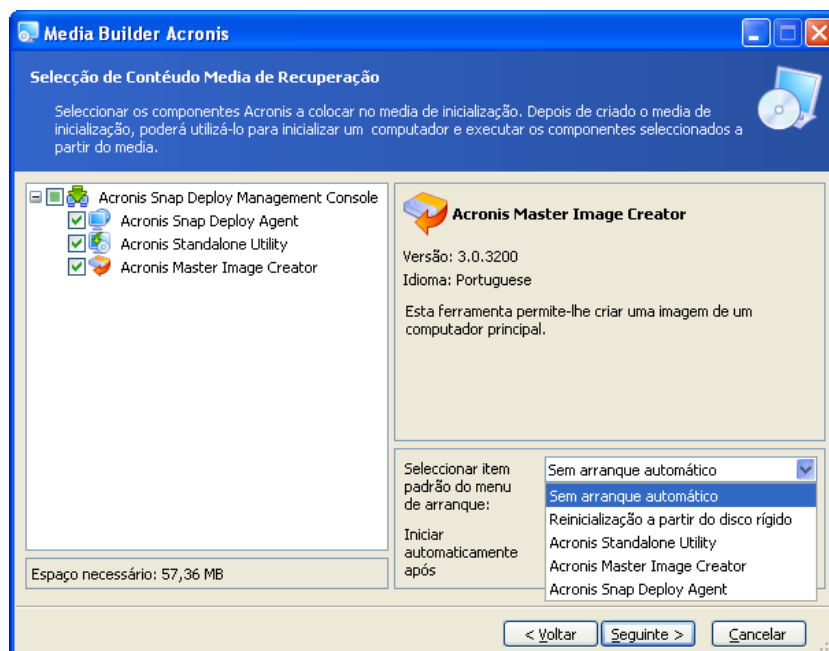 Media Builder Acronis
Selecção de Contéudo Media de Recuperação
Seleccionar os componentes Acronis a colocar no media de inicialização. Depois de criado o media de
inicialização, poderá utilizá-lo para inicializar um computador e executar os componentes seleccionados a
partir do media.
Acronis Snap Deploy Management Console
Acronis Snap Deploy Agent
Acronis Standalone Utility
Acronis Master Image Creator
Espaço necessário: 57,36 MB
Acronis Master Image Creator
Versão: 3.0.3200
Idioma: Portuguese
Esta ferramenta permite-lhe criar uma imagem de um
computador principal.
Seleccionar item
padrão do menu
de arranque:
Sem arranque automático
Sem arranque automático
Reinicialização a partir do disco rígido
Acronis Standalone Utility
Acronis Master Image Creator
Acronis Snap Deploy Agent
Iniciar
automaticamente
após
< Voltar
Seguinte >
Cancelar